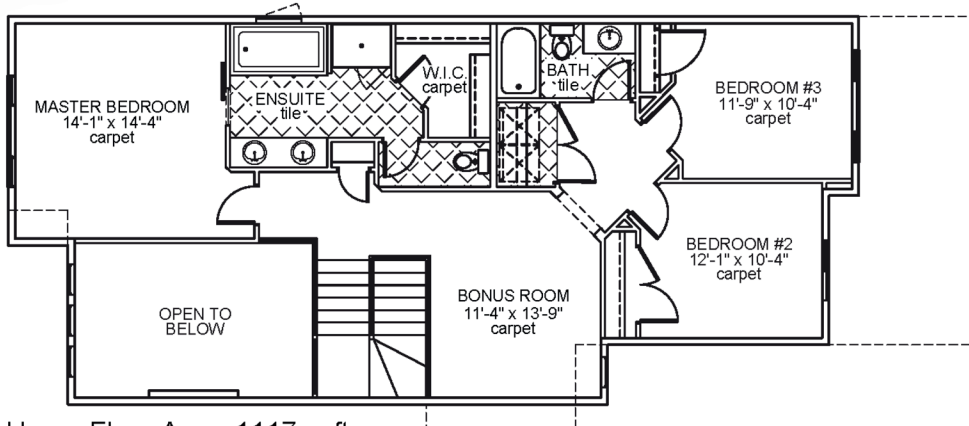 MASTER BEDROOM
14'-1" x 14'-4"
carpet
ENSUITE
tile
W.I.C.
carpet
BATH
tile
BEDROOM #3
11'-9" x 10'-4"
carpet
BEDROOM #2
12'-1" x 10'-4"
carpet
BONUS ROOM
11'-4" x 13'-9"
carpet
OPEN TO
BELOW
1117